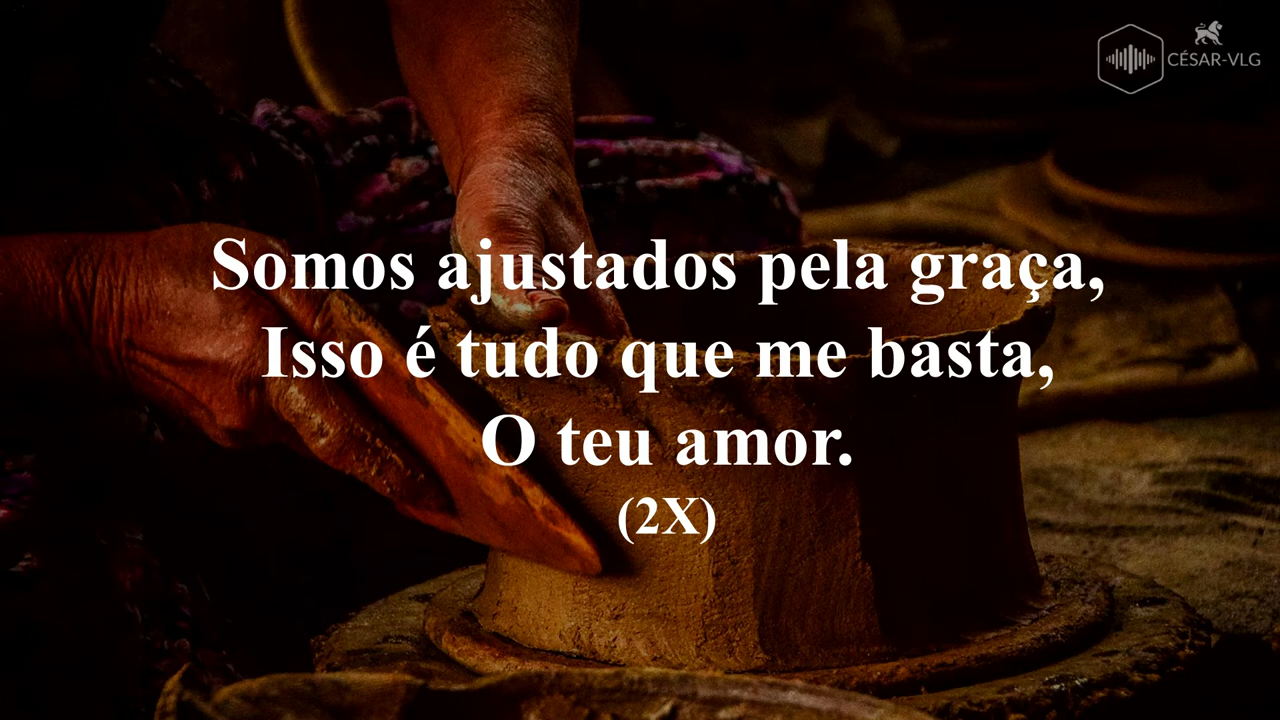 CÉSAR-VLG
Somos ajustados pela graça,
Isso é tudo que me basta,
O teu amor.
(2X)